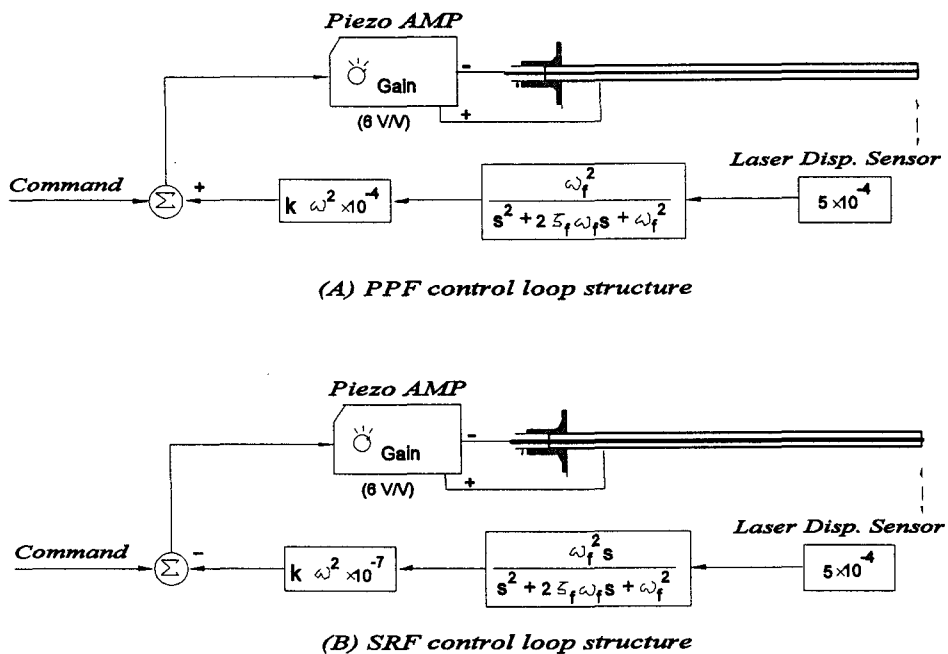 Piezo AMP
Gain
(6 V/V)
-
+
Laser Disp. Sensor
Command
Σ
+
k ω² ×10⁻⁴
ω_f²
s² + 2 ζ_f ω_f s + ω_f²
5 ×10⁻⁴
(A) PPF control loop structure
Piezo AMP
Gain
(6 V/V)
-
+
Laser Disp. Sensor
Command
Σ
-
k ω² ×10⁻⁷
ω_f² s
s² + 2 ζ_f ω_f s + ω_f²
5 ×10⁻⁴
(B) SRF control loop structure